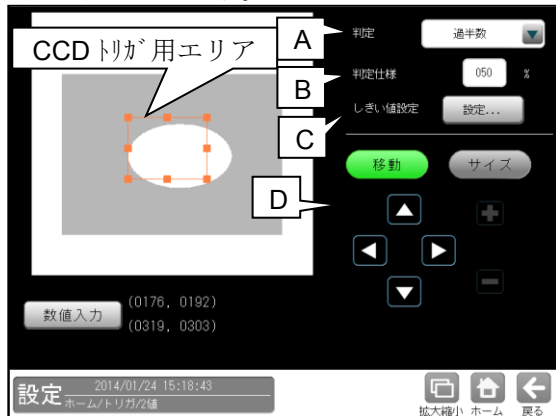 CCD ﾄﾘｶﾞ用エリア
A
判定
過半数
B
判定仕様
050
%
C
しきい値設定
設定...
移動
サイズ
D
数値入力
(0176, 0192)
(0319, 0303)
設定
2014/01/24 15:18:43
ホーム/トリガ/2値
拡大縮小
ホーム
戻る